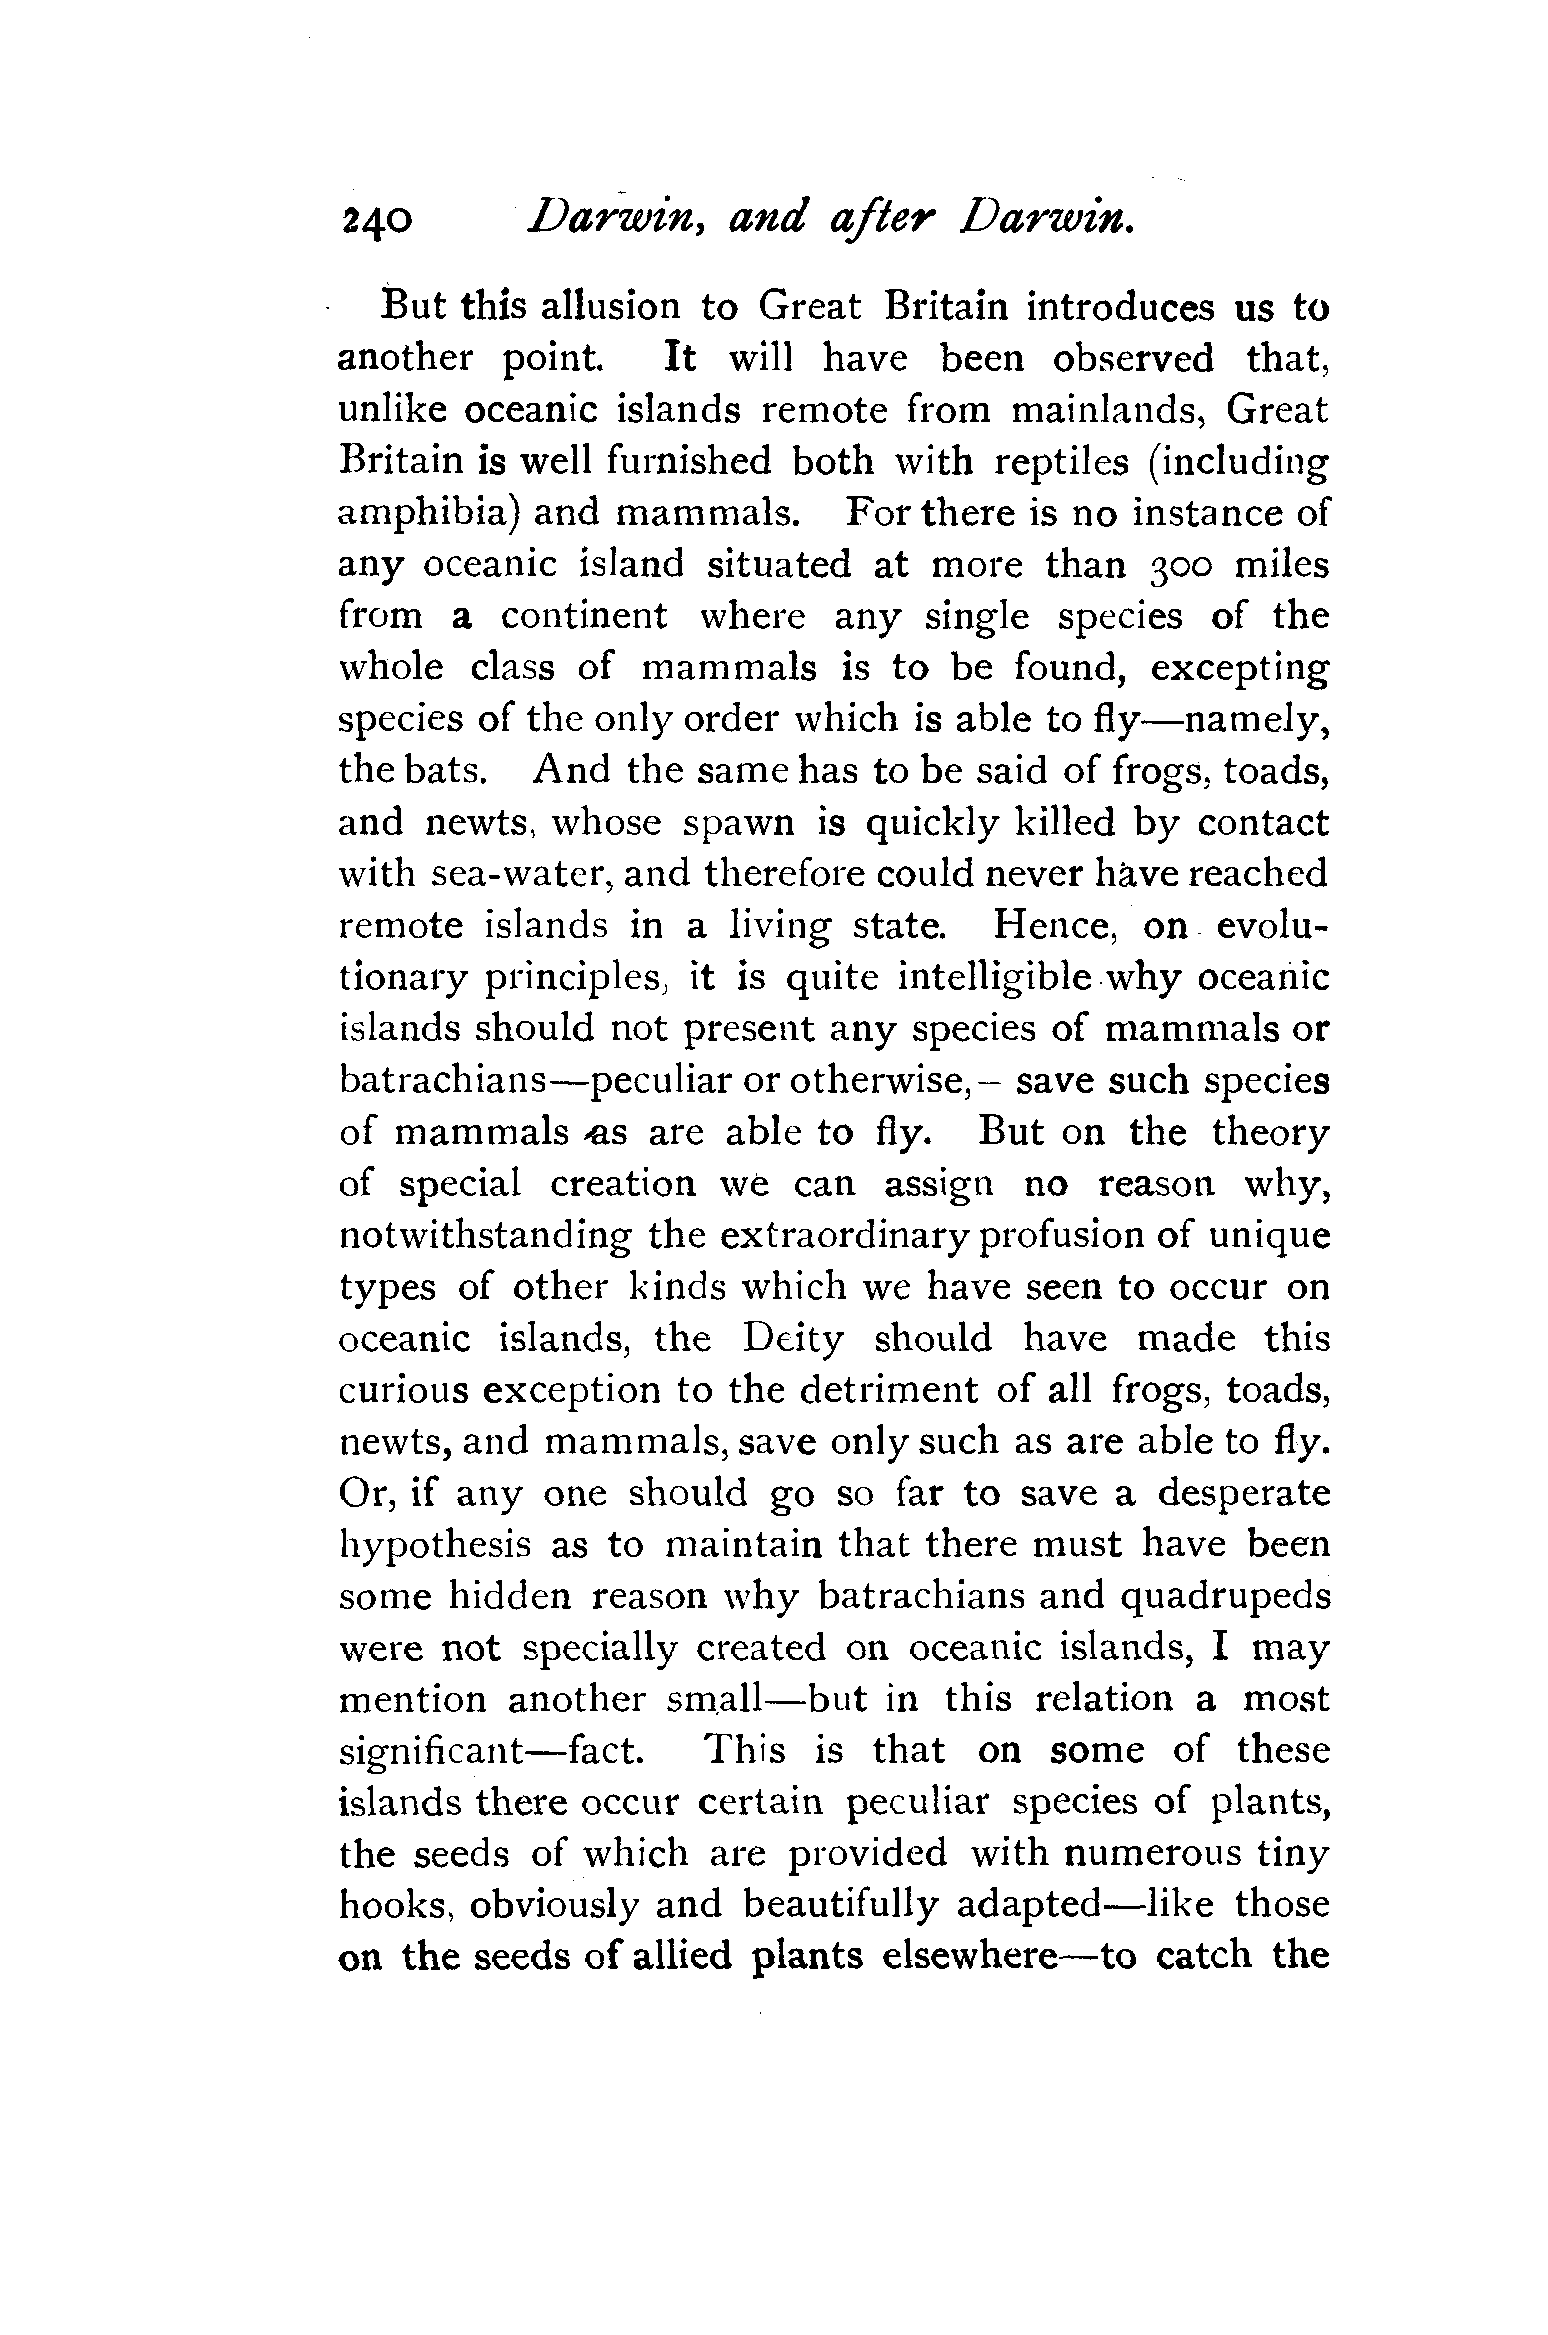 240 Darwin, and after Darwin.
But this allusion to Great Britain introduces us to
another point. It will have been observed that,
unlike oceanic islands remote from mainlands, Great
Britain is well furnished both with reptiles (including
amphibia) and mammals. For there is no instance of
any oceanic island situated at more than 300 miles
from a continent where any single species of the
whole class of mammals is to be found, excepting
species of the only order which is able to fly—namely,
the bats. And the same has to be said of frogs, toads,
and newts, whose spawn is quickly killed by contact
with sea-water, and therefore could never have reached
remote islands in a living state. Hence, on evolu-
tionary principles, it is quite intelligible why oceanic
islands should not present any species of mammals or
batrachians—peculiar or otherwise,– save such species
of mammals as are able to fly. But on the theory
of special creation we can assign no reason why,
notwithstanding the extraordinary profusion of unique
types of other kinds which we have seen to occur on
oceanic islands, the Deity should have made this
curious exception to the detriment of all frogs, toads,
newts, and mammals, save only such as are able to fly.
Or, if any one should go so far to save a desperate
hypothesis as to maintain that there must have been
some hidden reason why batrachians and quadrupeds
were not specially created on oceanic islands, I may
mention another small—but in this relation a most
significant—fact. This is that on some of these
islands there occur certain peculiar species of plants,
the seeds of which are provided with numerous tiny
hooks, obviously and beautifully adapted—like those
on the seeds of allied plants elsewhere—to catch the